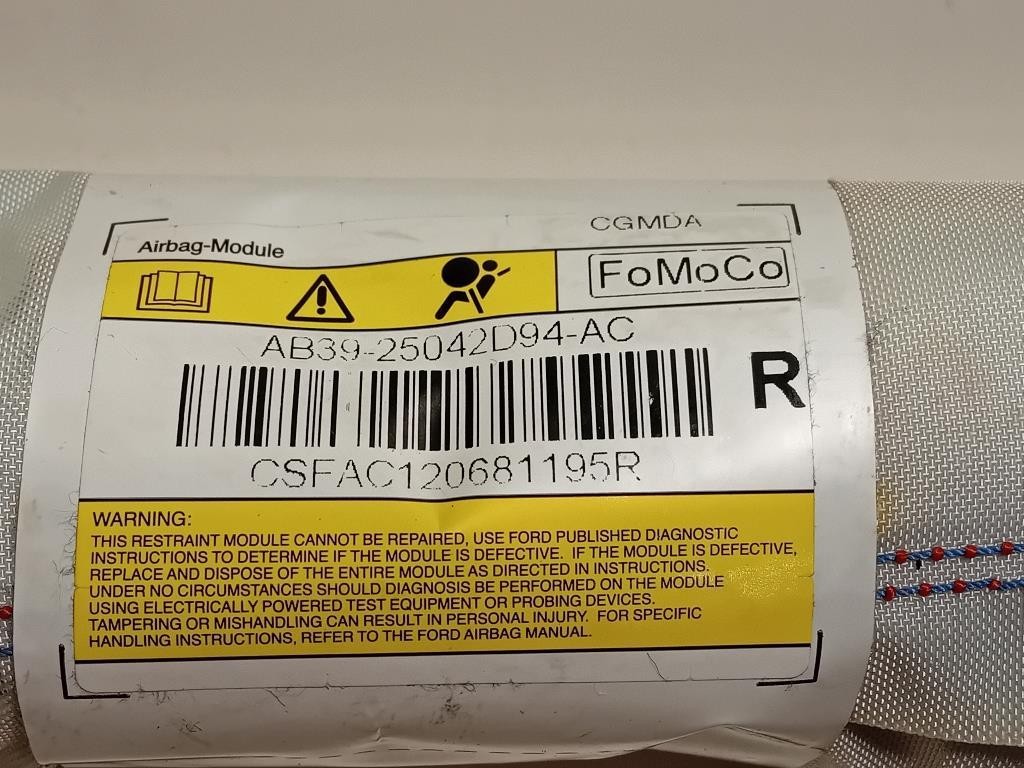 CGMDA
Airbag-Module
FoMoCo
AB39-25042D94-AC
R
CSFAC120681195R
WARNING:
THIS RESTRAINT MODULE CANNOT BE REPAIRED, USE FORD PUBLISHED DIAGNOSTIC
INSTRUCTIONS TO DETERMINE IF THE MODULE IS DEFECTIVE. IF THE MODULE IS DEFECTIVE,
REPLACE AND DISPOSE OF THE ENTIRE MODULE AS DIRECTED IN INSTRUCTIONS.
UNDER NO CIRCUMSTANCES SHOULD DIAGNOSIS BE PERFORMED ON THE MODULE
USING ELECTRICALLY POWERED TEST EQUIPMENT OR PROBING DEVICES.
TAMPERING OR MISHANDLING CAN RESULT IN PERSONAL INJURY. FOR SPECIFIC
HANDLING INSTRUCTIONS, REFER TO THE FORD AIRBAG MANUAL.